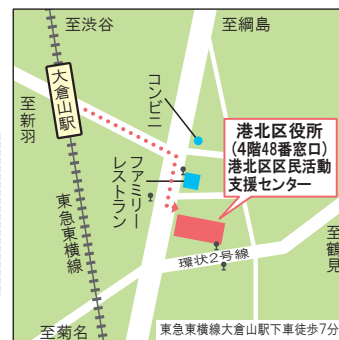 至渋谷
至綱島
大倉山駅
コンビニ
至新羽
港北区役所
(4階48番窓口)
港北区区民活動
支援センター
ファミリー
レストラン
東急東横線
至鶴見
環状2号線
至菊名
東急東横線大倉山駅下車徒歩7分